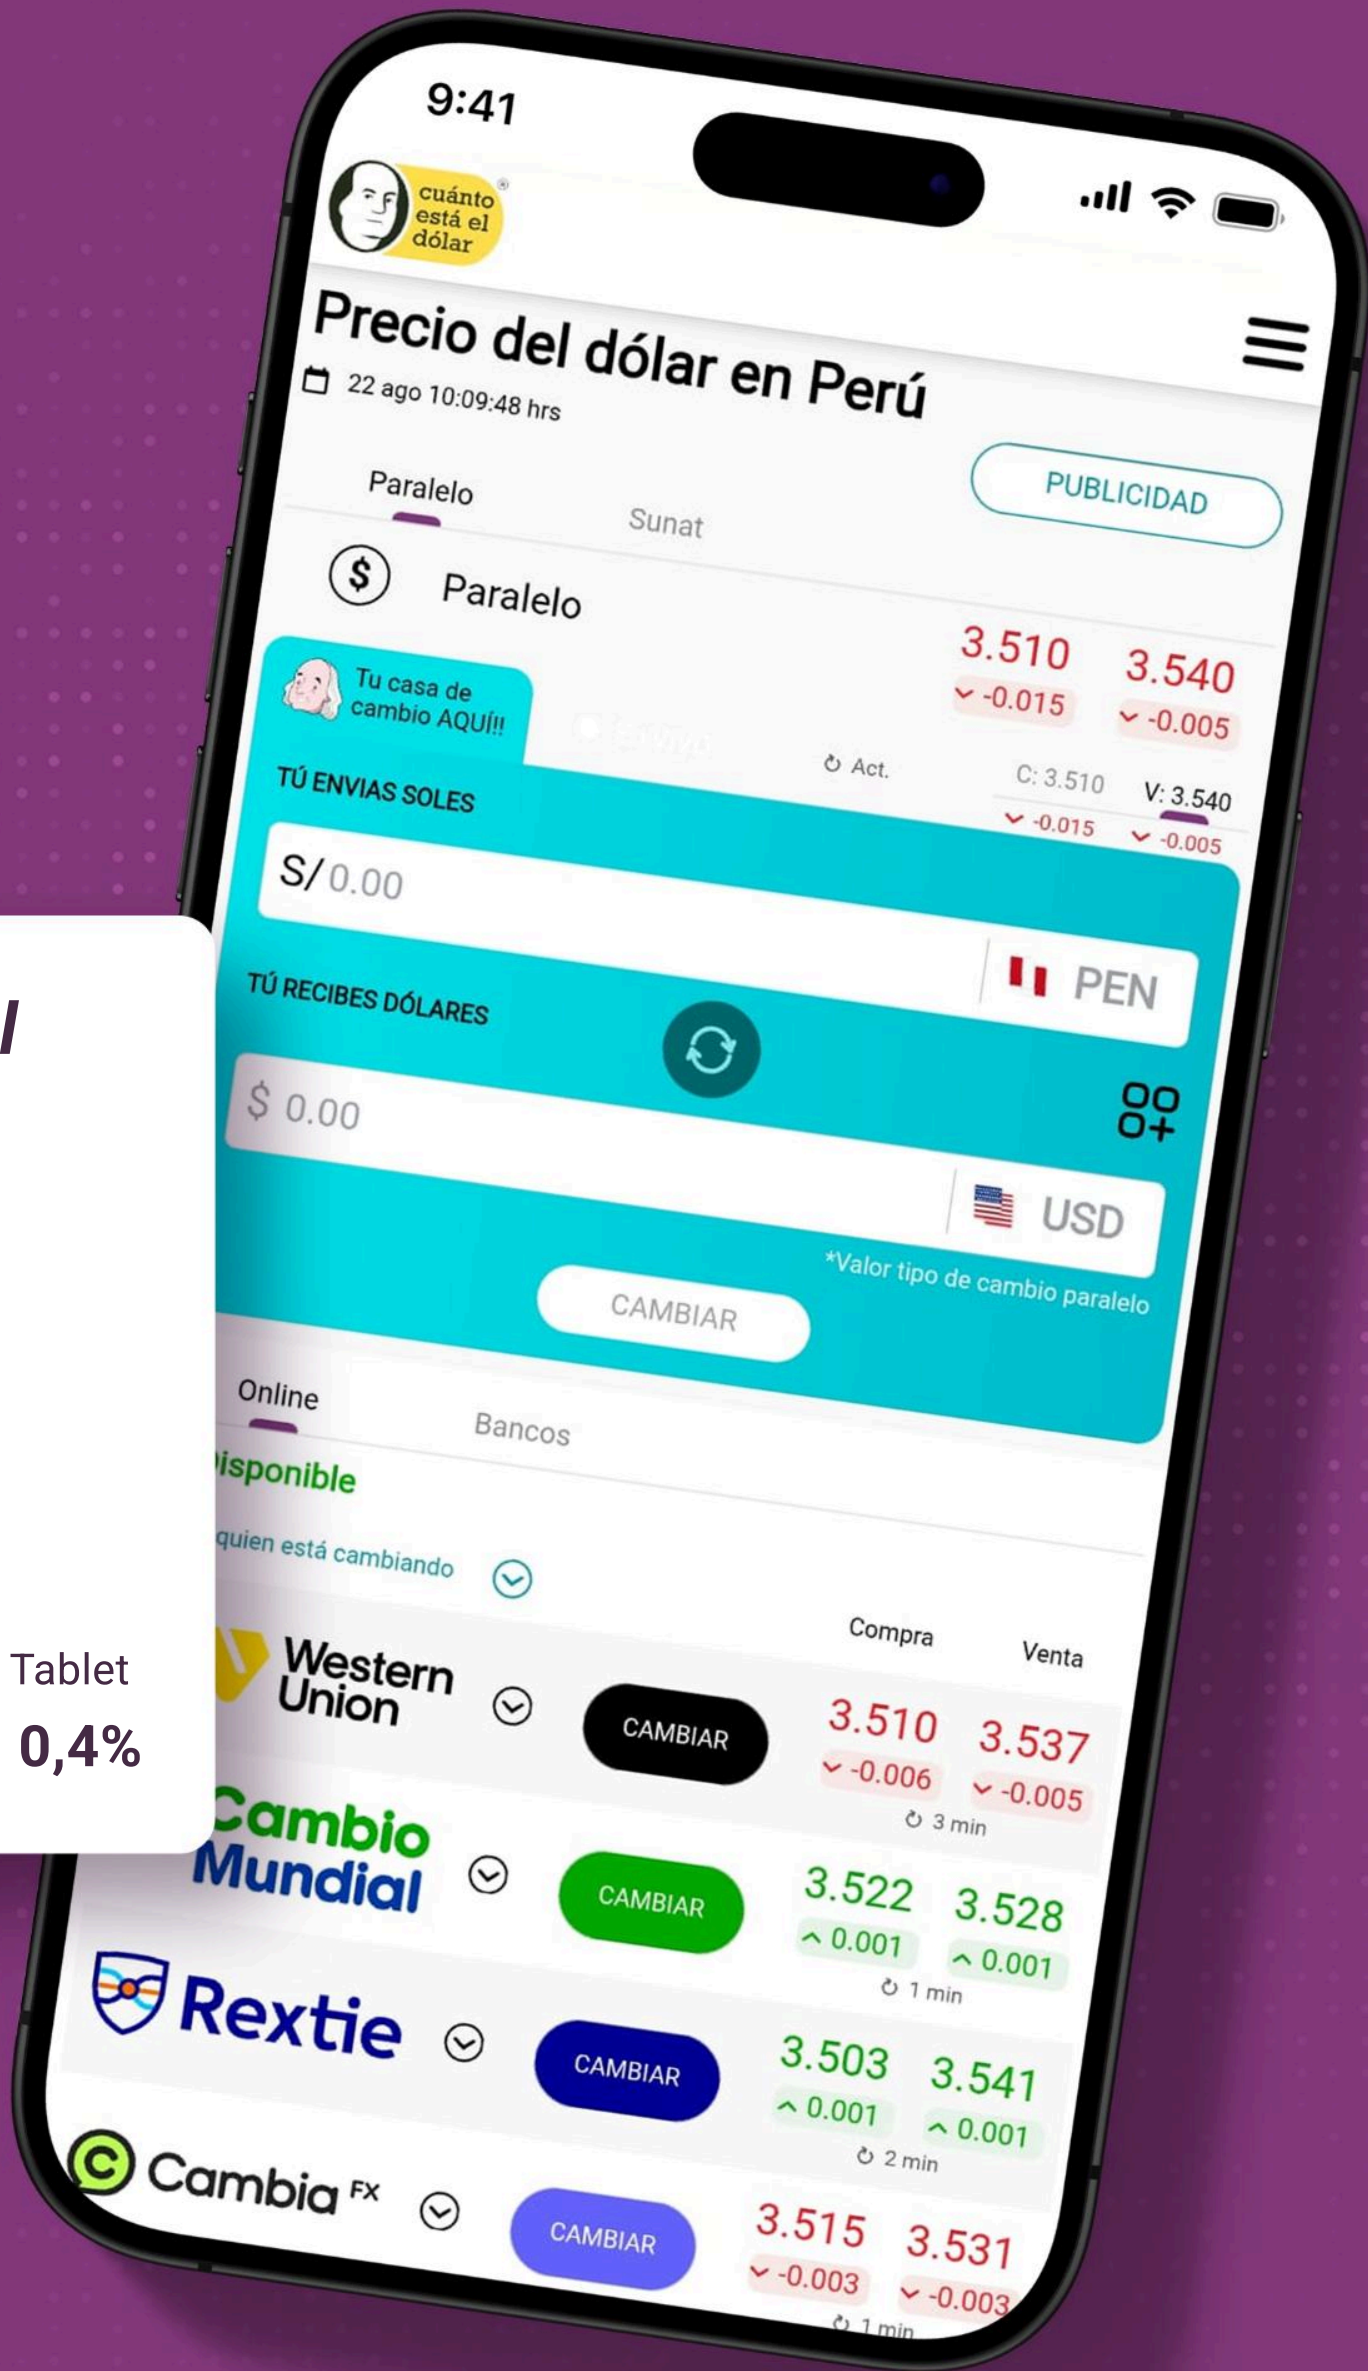 9:41
cuánto
está el
dólar
Precio del dólar en Perú
22 ago 10:09:48 hrs
PUBLICIDAD
Paralelo Sunat
$ Paralelo 3.510 3.540
-0.015 -0.005
Tu casa de
cambio AQUÍ!!
Act. C: 3.510 V: 3.540
-0.015 -0.005
TÚ ENVIAS SOLES
S/ 0.00 PEN
TÚ RECIBES DÓLARES
$ 0.00 USD
*Valor tipo de cambio paralelo
CAMBIAR
Online Bancos
isponible
quien está cambiando
Compra Venta
Western
Union
CAMBIAR 3.510 3.537
-0.006 -0.005
3 min
Cambio
Mundial
CAMBIAR 3.522 3.528
0.001 0.001
1 min
Rextie CAMBIAR 3.503 3.541
0.001 0.001
2 min
Cambia FX CAMBIAR 3.515 3.531
-0.003 -0.003
1 min
Tablet
0,4%